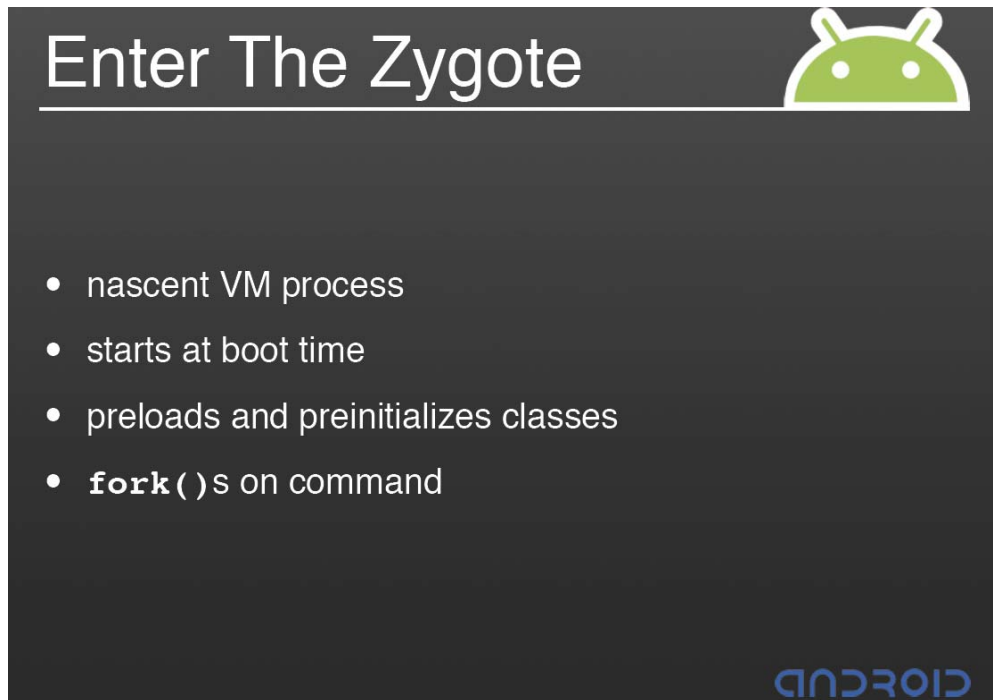 Enter The Zygote
• nascent VM process
• starts at boot time
• preloads and preinitializes classes
• fork()s on command
ANDROID